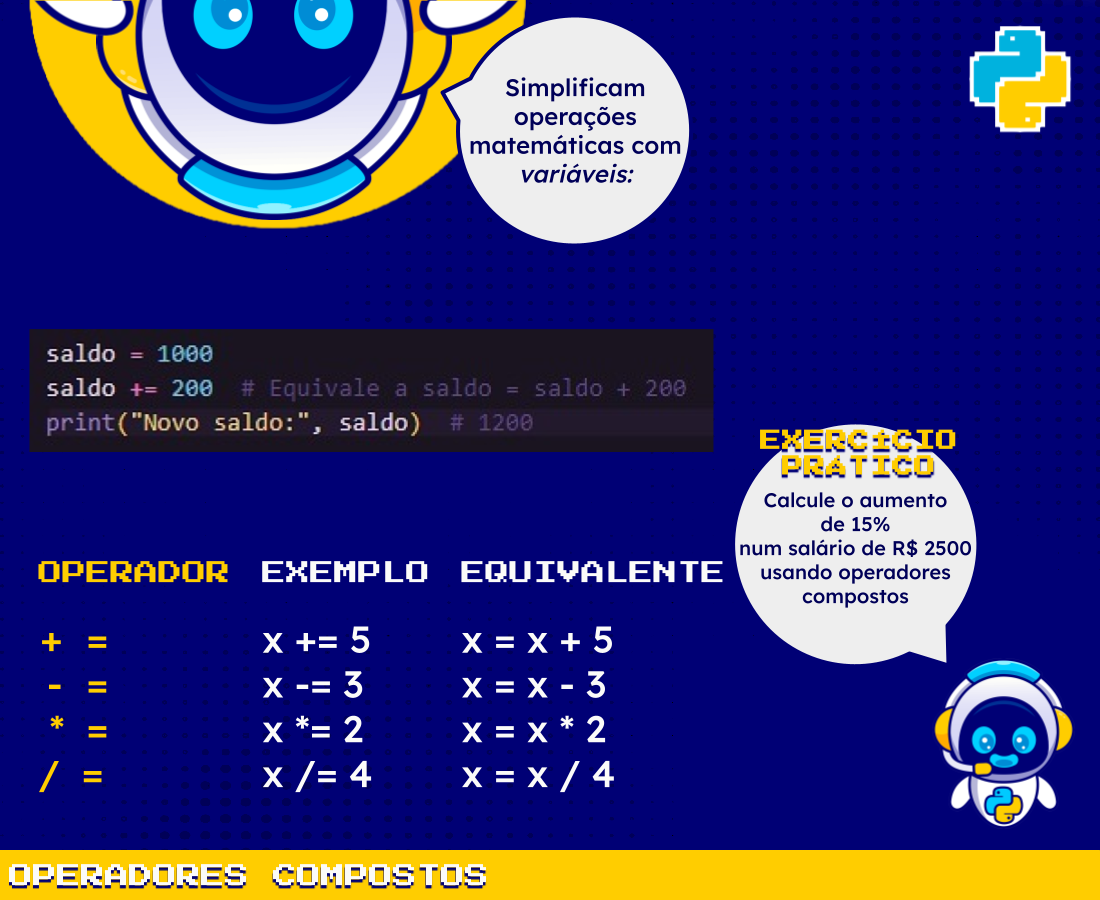 Simplificam
operações
matemáticas com
variáveis:
saldo = 1000
saldo += 200  # Equivale a saldo = saldo + 200
print("Novo saldo:", saldo)  # 1200
EXERCÍCIO
PRÁTICO
Calcule o aumento
de 15%
num salário de R$ 2500
usando operadores
compostos
OPERADOR EXEMPLO EQUIVALENTE
+ = x += 5 x = x + 5
- = x -= 3 x = x - 3
* = x *= 2 x = x * 2
/ = x /= 4 x = x / 4
OPERADORES COMPOSTOS